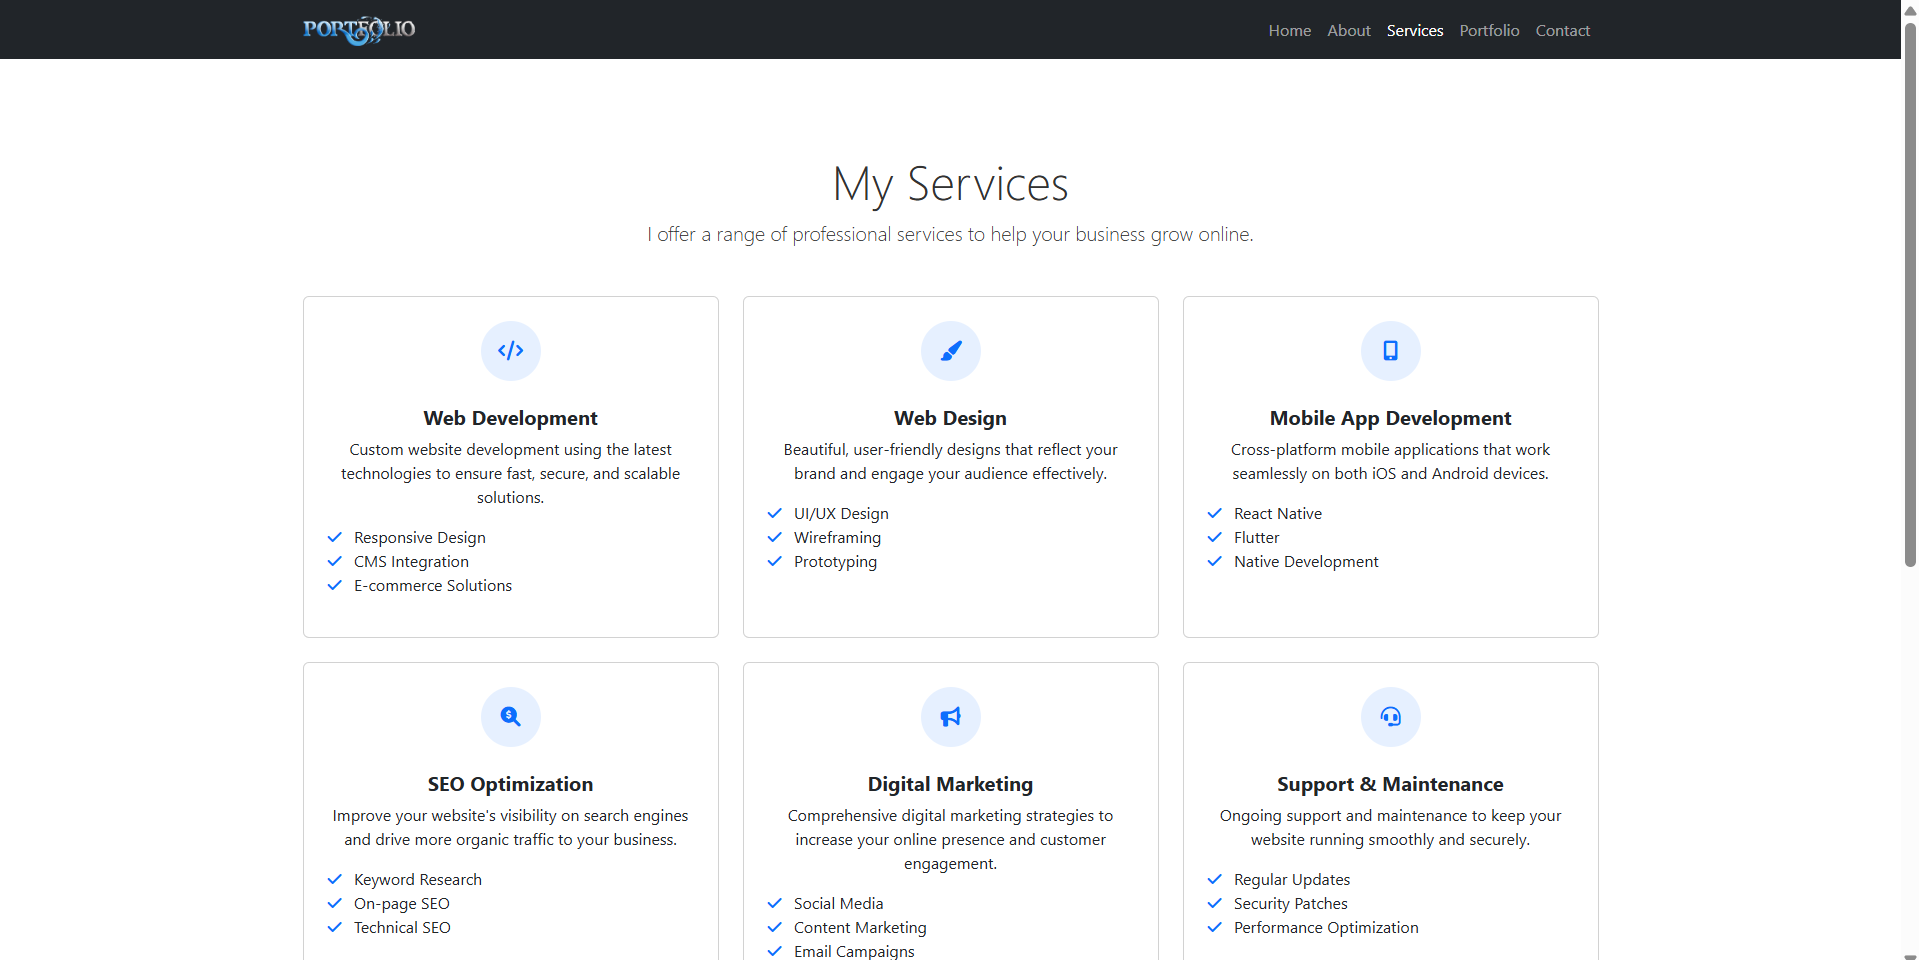 PORTFOLIO
Home About Services Portfolio Contact
My Services
I offer a range of professional services to help your business grow online.
Web Development
Custom website development using the latest
technologies to ensure fast, secure, and scalable
solutions.
Responsive Design
CMS Integration
E-commerce Solutions
Web Design
Beautiful, user-friendly designs that reflect your
brand and engage your audience effectively.
UI/UX Design
Wireframing
Prototyping
Mobile App Development
Cross-platform mobile applications that work
seamlessly on both iOS and Android devices.
React Native
Flutter
Native Development
SEO Optimization
Improve your website's visibility on search engines
and drive more organic traffic to your business.
Keyword Research
On-page SEO
Technical SEO
Digital Marketing
Comprehensive digital marketing strategies to
increase your online presence and customer
engagement.
Social Media
Content Marketing
Email Campaigns
Support & Maintenance
Ongoing support and maintenance to keep your
website running smoothly and securely.
Regular Updates
Security Patches
Performance Optimization